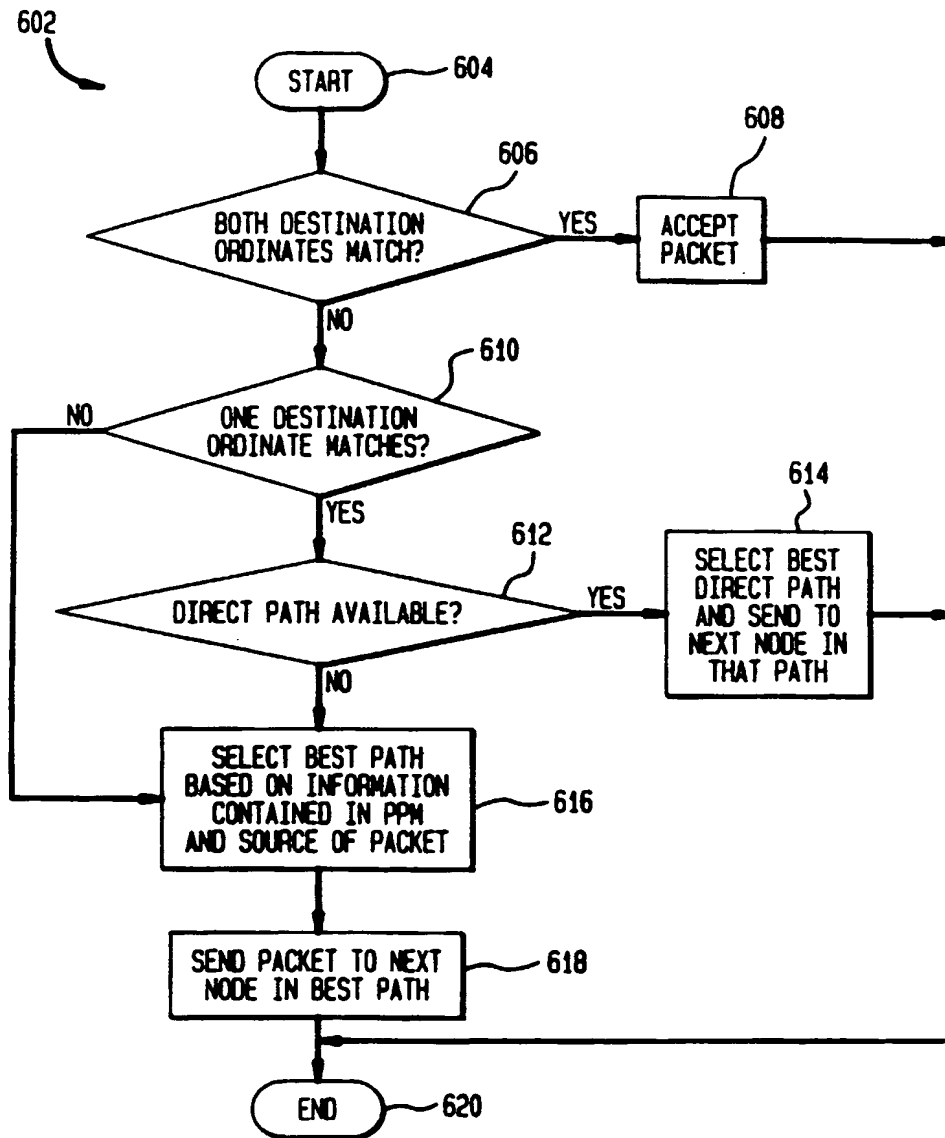 602
START
604
606
BOTH DESTINATION
ORDINATES MATCH?
YES
608
ACCEPT
PACKET
NO
610
NO
ONE DESTINATION
ORDINATE MATCHES?
YES
612
DIRECT PATH AVAILABLE?
YES
614
SELECT BEST
DIRECT PATH
AND SEND TO
NEXT NODE IN
THAT PATH
NO
SELECT BEST PATH
BASED ON INFORMATION
CONTAINED IN PPM
AND SOURCE OF PACKET
616
SEND PACKET TO NEXT
NODE IN BEST PATH
618
END
620